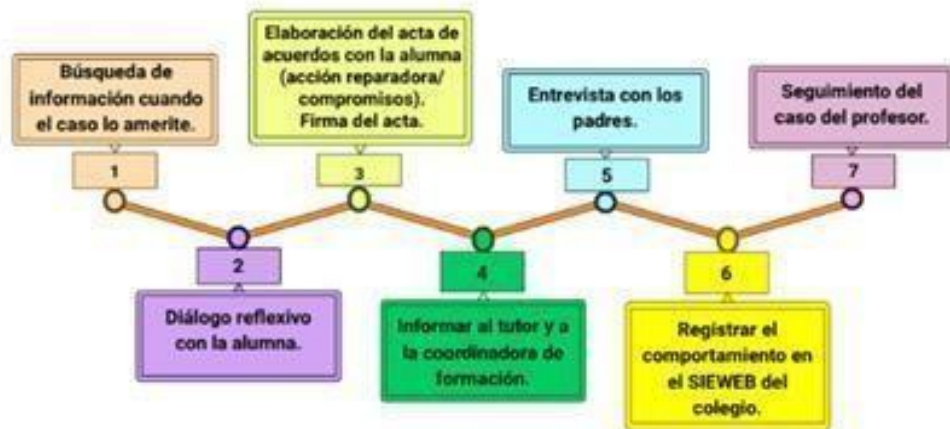 Búsqueda de
información cuando
el caso lo amerite.
1
2
Diálogo reflexivo
con la alumna.
Elaboración del acta de
acuerdos con la alumna
(acción reparadora/
compromisos).
Firma del acta.
3
4
Informar al tutor y a
la coordinadora de
formación.
Entrevista con los
padres.
5
6
Registrar el
comportamiento en
el SIEWEB del
colegio.
Seguimiento del
caso del profesor.
7